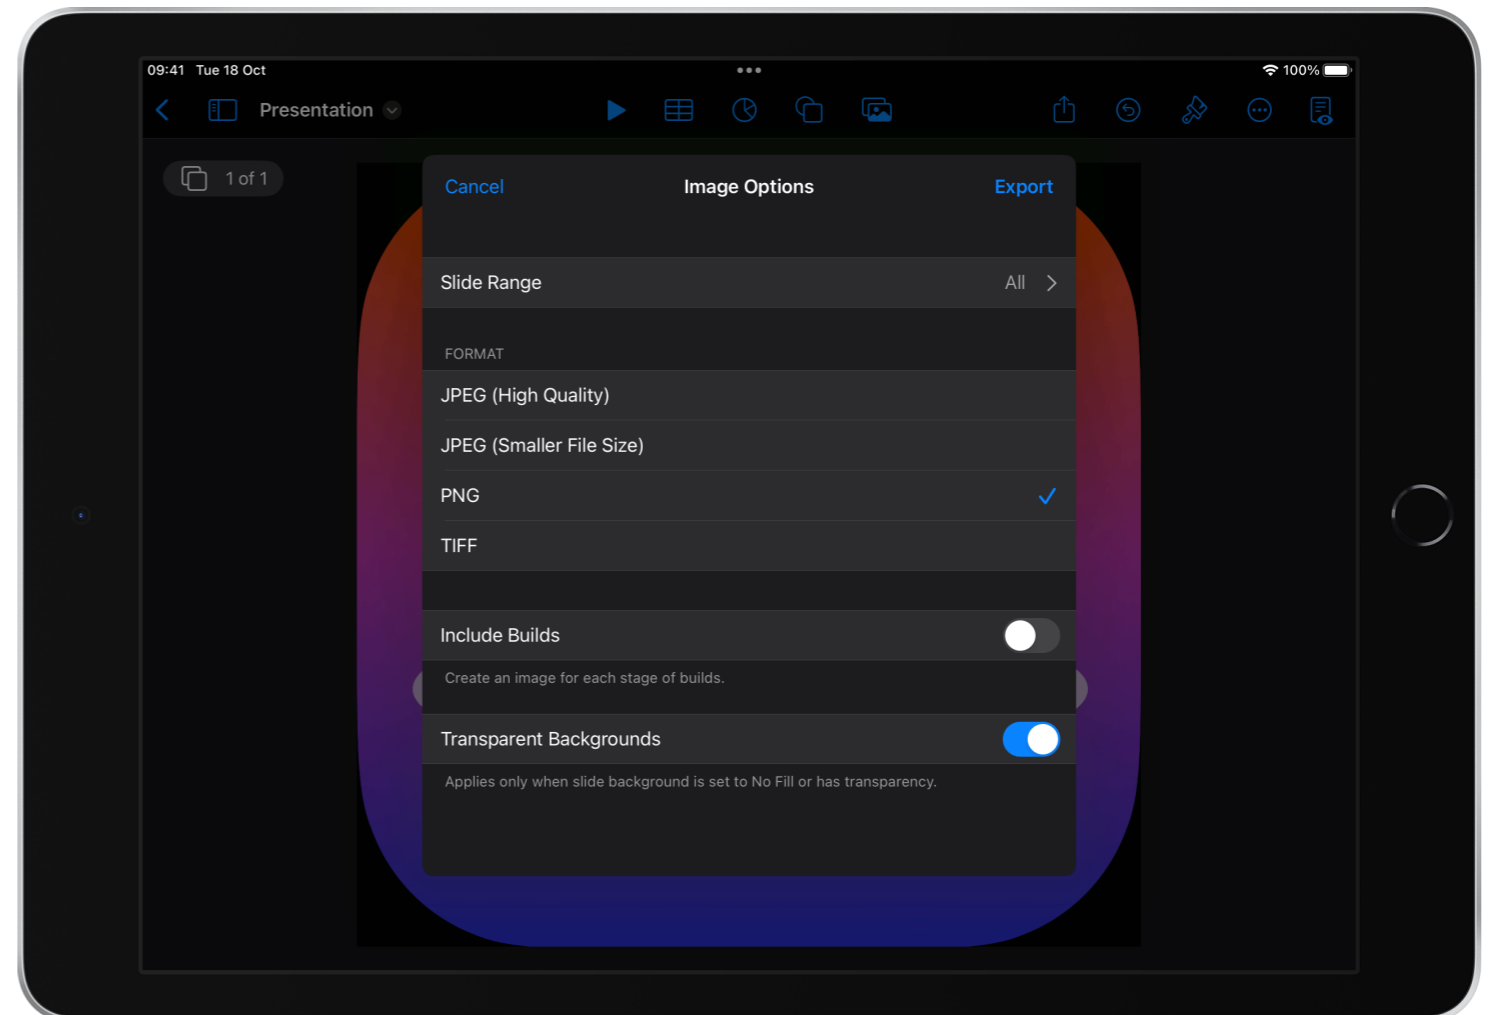 09:41 Tue 18 Oct
100%
Presentation
1 of 1
Cancel
Image Options
Export
Slide Range
All
FORMAT
JPEG (High Quality)
JPEG (Smaller File Size)
PNG
TIFF
Include Builds
Create an image for each stage of builds.
Transparent Backgrounds
Applies only when slide background is set to No Fill or has transparency.